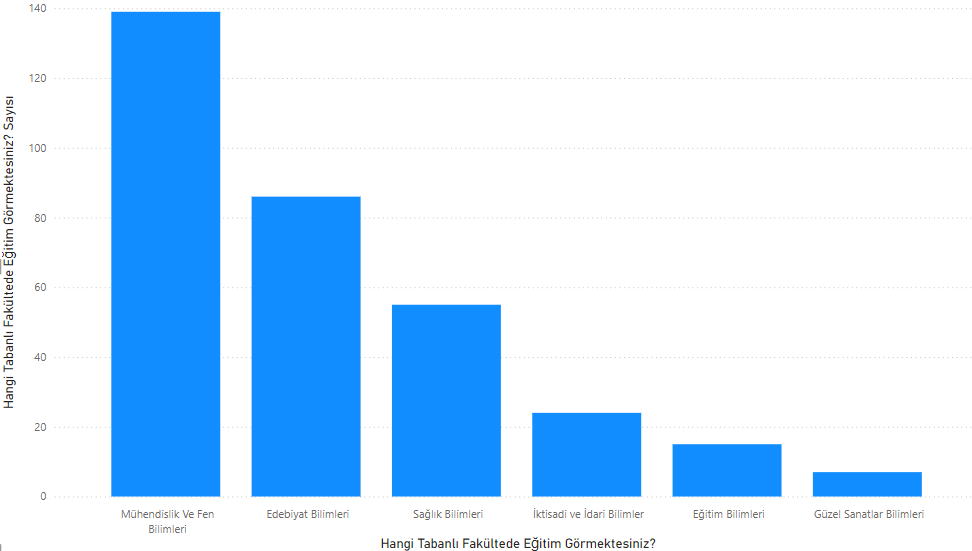 Hangi Tabanlı Fakültede Eğitim Görmektesiniz? Sayısı
140
120
100
80
60
40
20
0
Mühendislik Ve Fen
Bilimleri
Edebiyat Bilimleri
Sağlık Bilimleri
İktisadi ve İdari Bilimler
Eğitim Bilimleri
Güzel Sanatlar Bilimleri
Hangi Tabanlı Fakültede Eğitim Görmektesiniz?